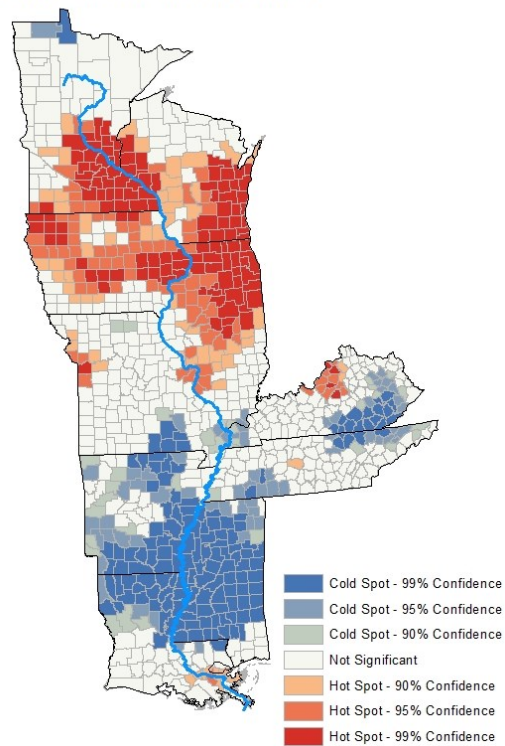 Cold Spot - 99% Confidence
Cold Spot - 95% Confidence
Cold Spot - 90% Confidence
Not Significant
Hot Spot - 90% Confidence
Hot Spot - 95% Confidence
Hot Spot - 99% Confidence